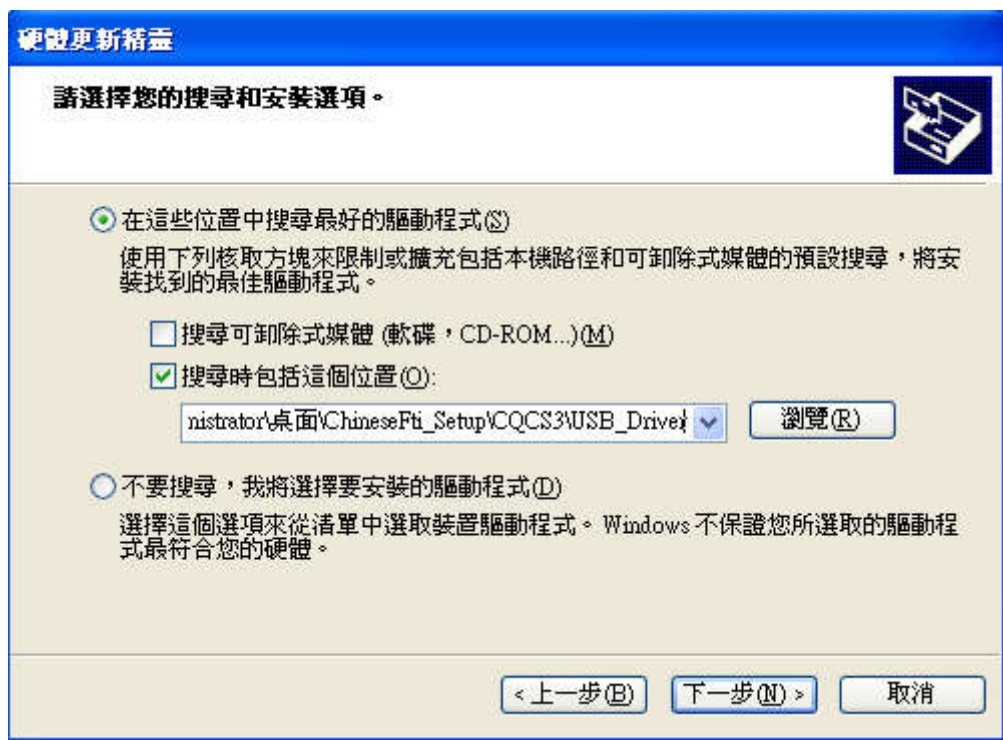 硬體更新精靈
請選擇您的搜尋和安裝選項。
在這些位置中搜尋最好的驅動程式(S)
使用下列核取方塊來限制或擴充包括本機路徑和可卸除式媒體的預設搜尋,將安
裝找到的最佳驅動程式。
搜尋可卸除式媒體 (軟碟,CD-ROM...)(M)
搜尋時包括這個位置(O):
nistrator\桌面\ChineseFti_Setup\CQCS3\USB_Driver
瀏覽(R)
不要搜尋,我將選擇要安裝的驅動程式(D)
選擇這個選項來從清單中選取裝置驅動程式。Windows 不保證您所選取的驅動程
式最符合您的硬體。
< 上一步(B)
下一步(N) >
取消